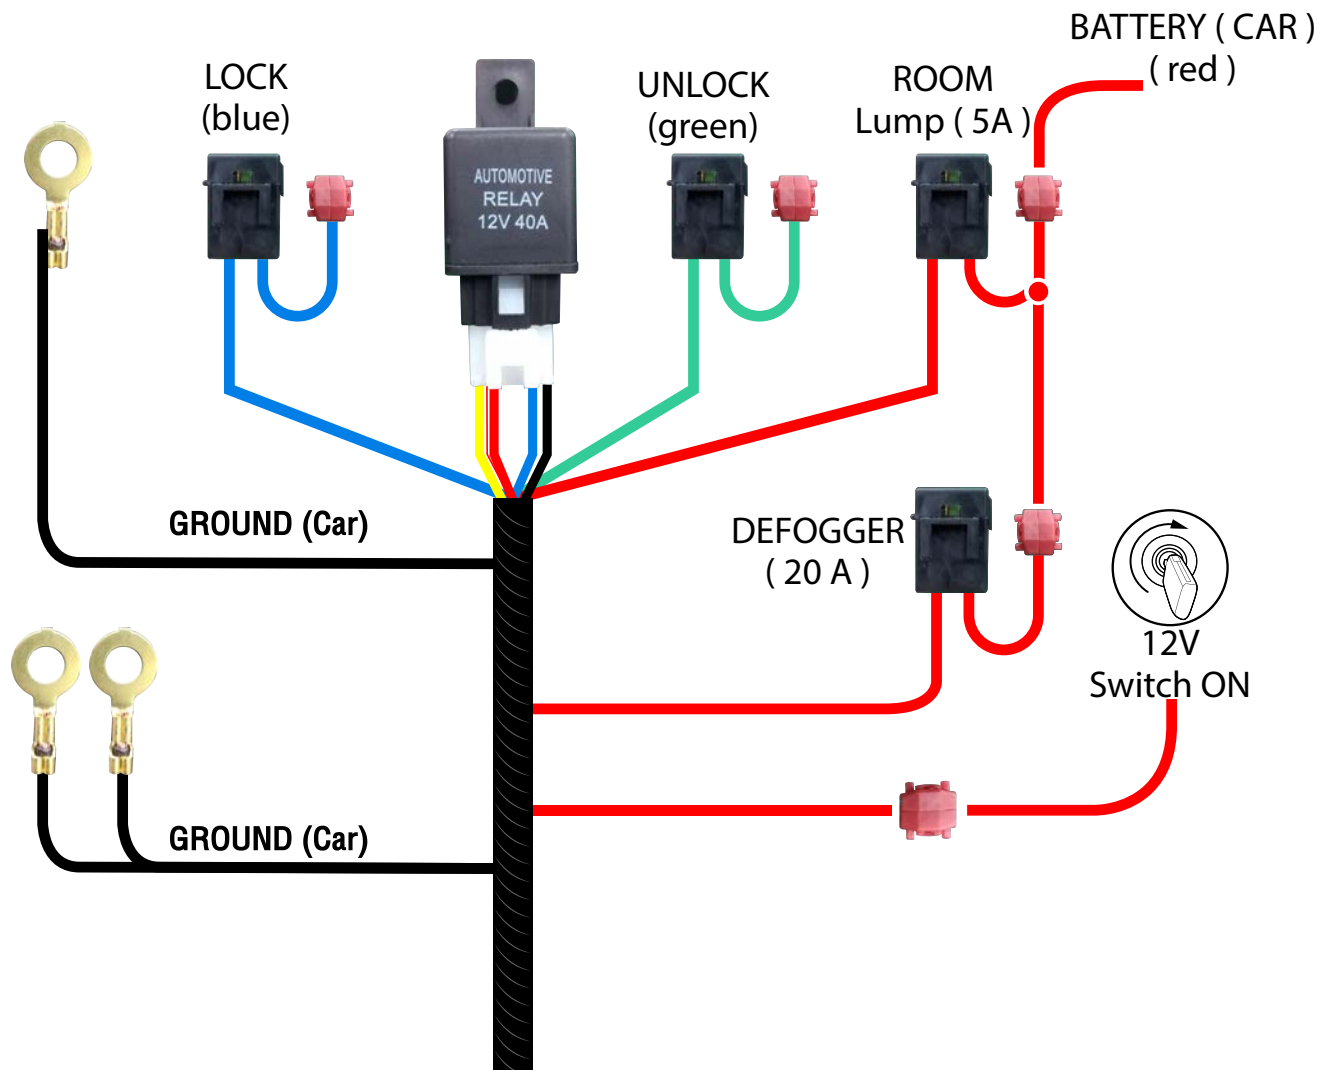 BATTERY ( CAR )
( red )
LOCK
(blue)
UNLOCK
(green)
ROOM
Lump ( 5A )
AUTOMOTIVE
RELAY
12V 40A
GROUND (Car)
DEFOGGER
( 20 A )
12V
Switch ON
GROUND (Car)